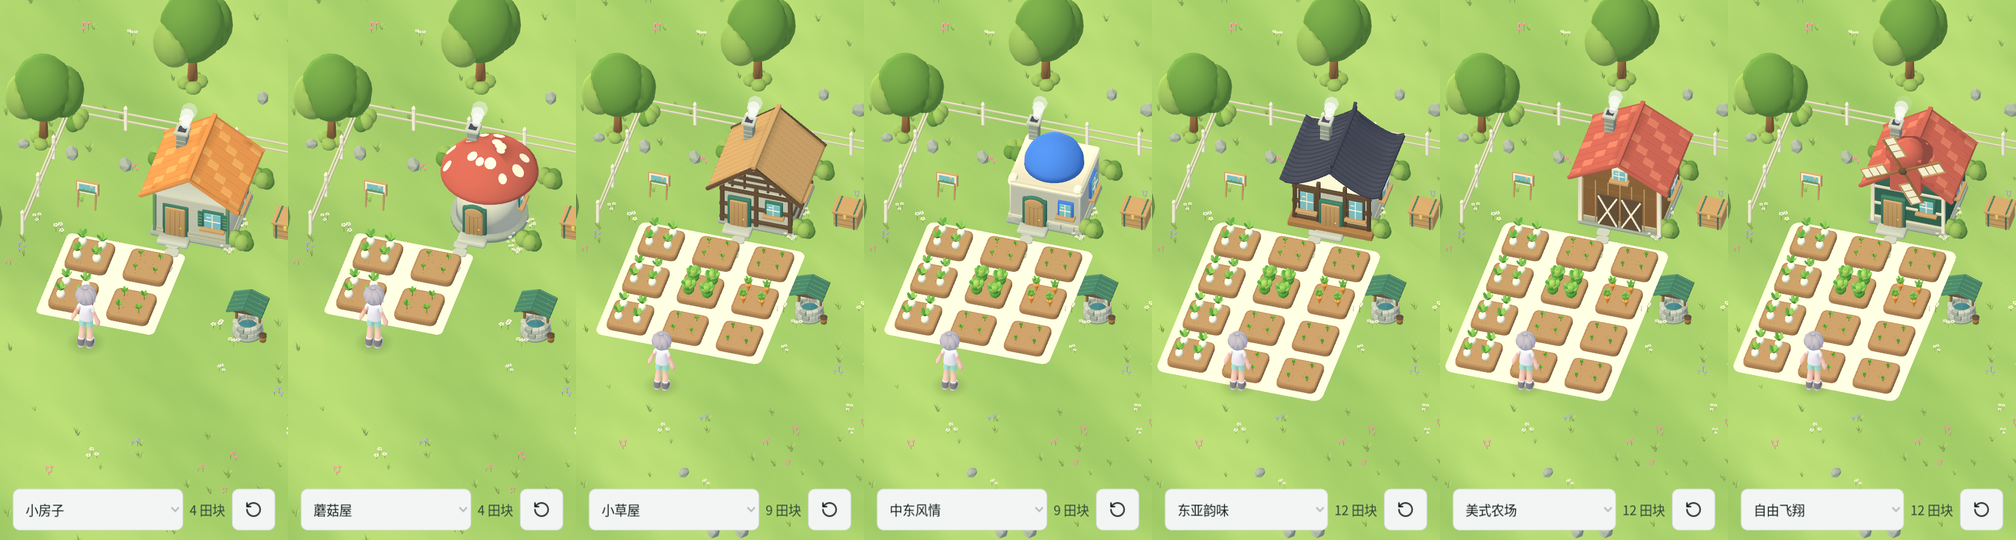 小房子
4 田块
蘑菇屋
4 田块
小草屋
9 田块
中东风情
9 田块
东亚韵味
12 田块
美式农场
12 田块
自由飞翔
12 田块